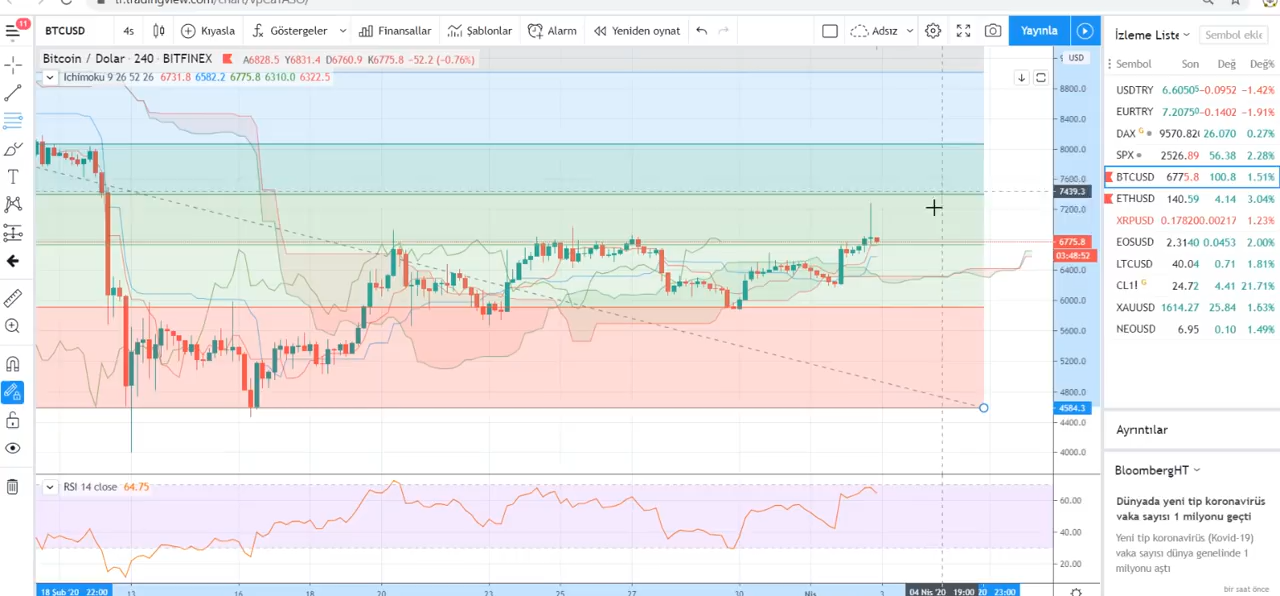 tr.tradingview.com/chart/vpCaTASO/
11
BTCUSD 4s Kıyasla Göstergeler Finansallar Şablonlar Alarm Yeniden oynat Adsız Yayınla
Bitcoin / Dolar · 240 · BITFINEX A6828.5 Y6831.4 D6760.9 K6775.8 -52.2 (-0.76%)
Ichimoku 9 26 52 26 6731.8 6582.2 6775.8 6310.0 6322.5
USD
8800.0
8400.0
8000.0
7600.0
7439.3
7200.0
6775.8
03:48:52
6400.0
6000.0
5600.0
5200.0
4800.0
4584.3
4400.0
4000.0
RSI 14 close 64.75
60.00
40.00
20.00
18 Şub '20 22:00 13 16 18 20 23 25 27 30 Nis 3 04 Nis '20 19:00 20 23:00
İzleme Liste Sembol ekle
Sembol Son Değ Değ%
USDTRY 6.6050⁵ -0.0952 -1.42%
EURTRY 7.2075⁰ -0.1402 -1.91%
DAX G 9570.820 26.070 0.27%
SPX 2526.89 56.38 2.28%
BTCUSD 6775.8 100.8 1.51%
ETHUSD 140.59 4.14 3.04%
XRPUSD 0.17820 0.00217 1.23%
EOSUSD 2.3140 0.0453 2.00%
LTCUSD 40.04 0.71 1.81%
CL1! G 24.72 4.41 21.71%
XAUUSD 1614.27 25.84 1.63%
NEOUSD 6.95 0.10 1.49%
Ayrıntılar
BloombergHT
Dünyada yeni tip koronavirüs
vaka sayısı 1 milyonu geçti
Yeni tip koronavirüs (Kovid-19)
vaka sayısı dünya genelinde 1
milyonu aştı
bir saat önce